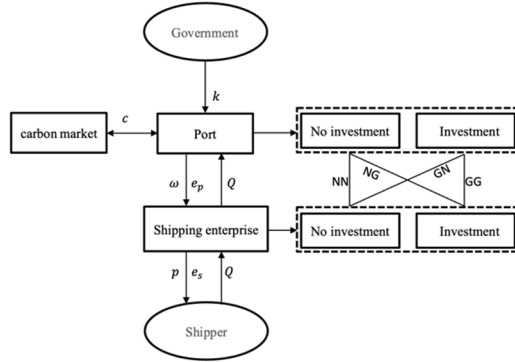 Government
k
carbon market
c
Port
No investment
Investment
ω
e_p
Q
NN
NG
GN
GG
Shipping enterprise
No investment
Investment
p
e_s
Q
Shipper